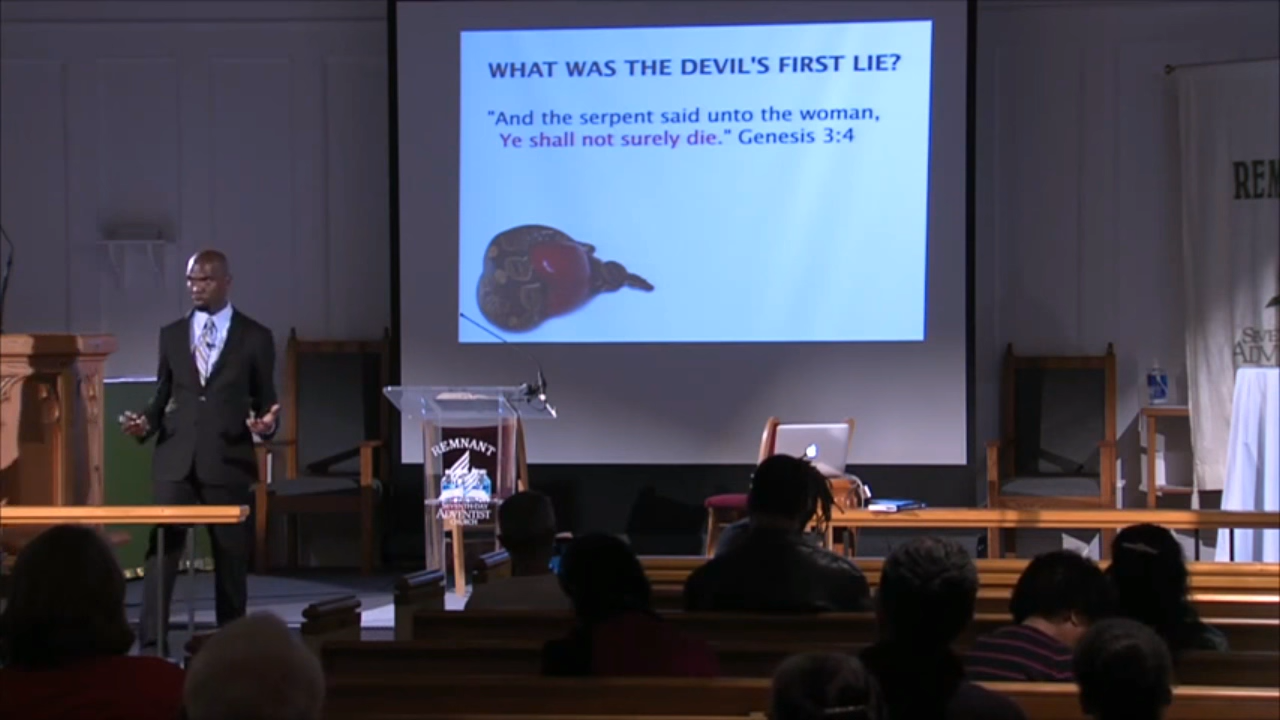 WHAT WAS THE DEVIL'S FIRST LIE?
"And the serpent said unto the woman,
Ye shall not surely die." Genesis 3:4
REMNANT
SEVENTH-DAY
ADVENTIST
CHURCH
REM
SEVE
ADV